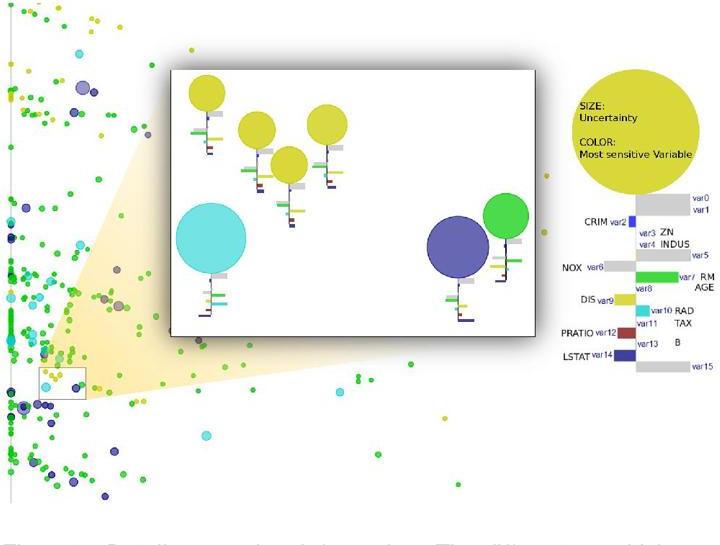 SIZE:
Uncertainty
COLOR:
Most sensitive Variable
var0
var1
CRIM var2
var3 ZN
var4 INDUS
var5
NOX var6
var7 RM
var8 AGE
DIS var9
var10 RAD
var11 TAX
PRATIO var12
var13 B
LSTAT var14
var15